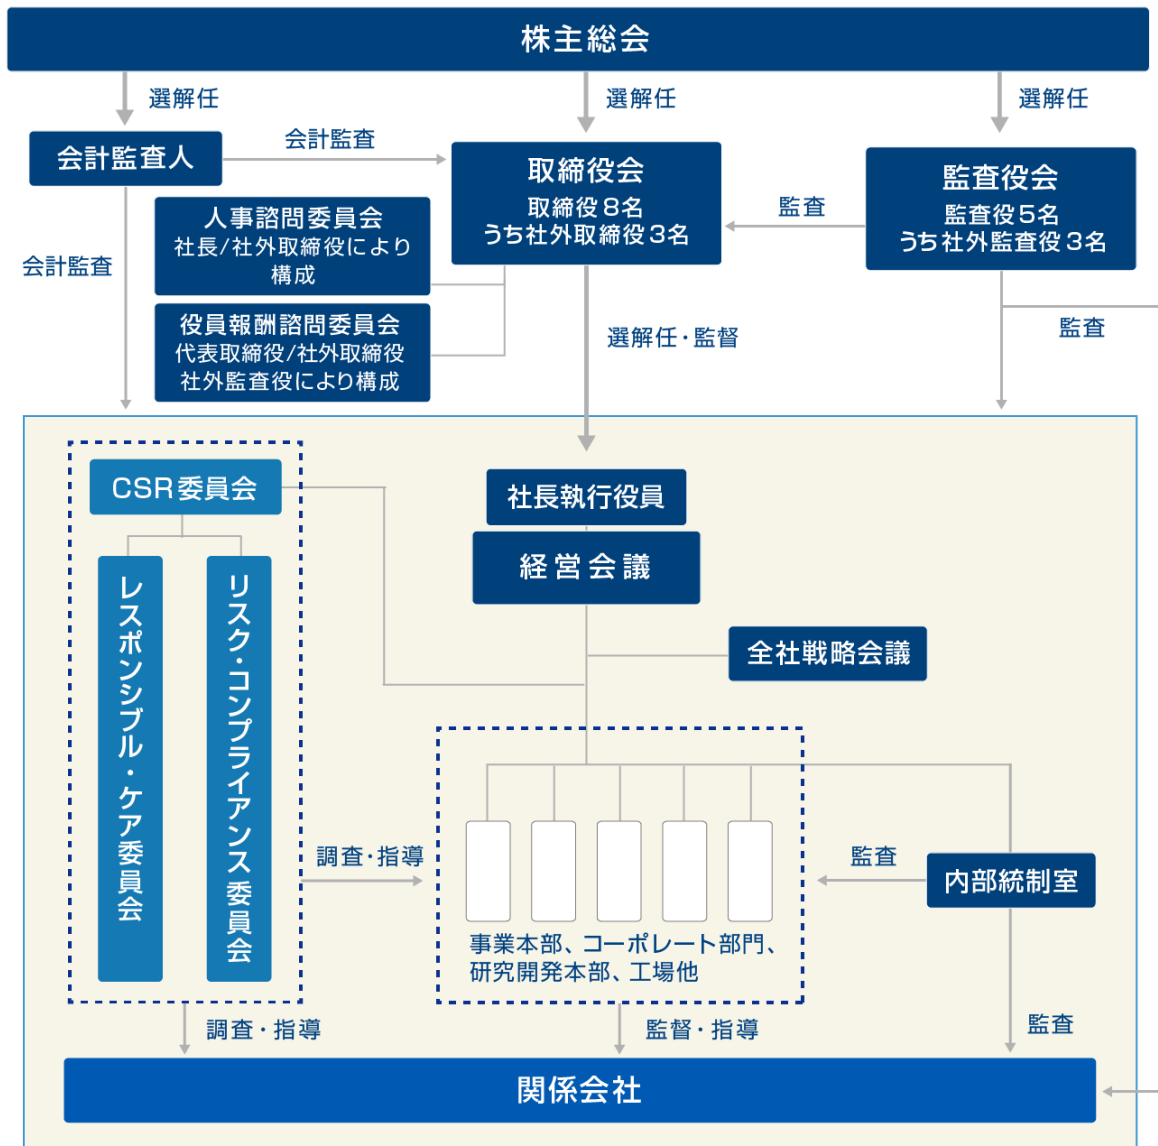 株主総会
選解任
選解任
選解任
会計監査人
会計監査
取締役会
取締役8名
うち社外取締役3名
監査
監査役会
監査役5名
うち社外監査役3名
人事諮問委員会
社長/社外取締役により
構成
会計監査
役員報酬諮問委員会
代表取締役/社外取締役
社外監査役により構成
選解任・監督
監査
CSR委員会
社長執行役員
経営会議
レスポンシブル・ケア委員会
リスク・コンプライアンス委員会
全社戦略会議
調査・指導
監査
内部統制室
事業本部、コーポレート部門、
研究開発本部、工場他
調査・指導
監督・指導
監査
関係会社